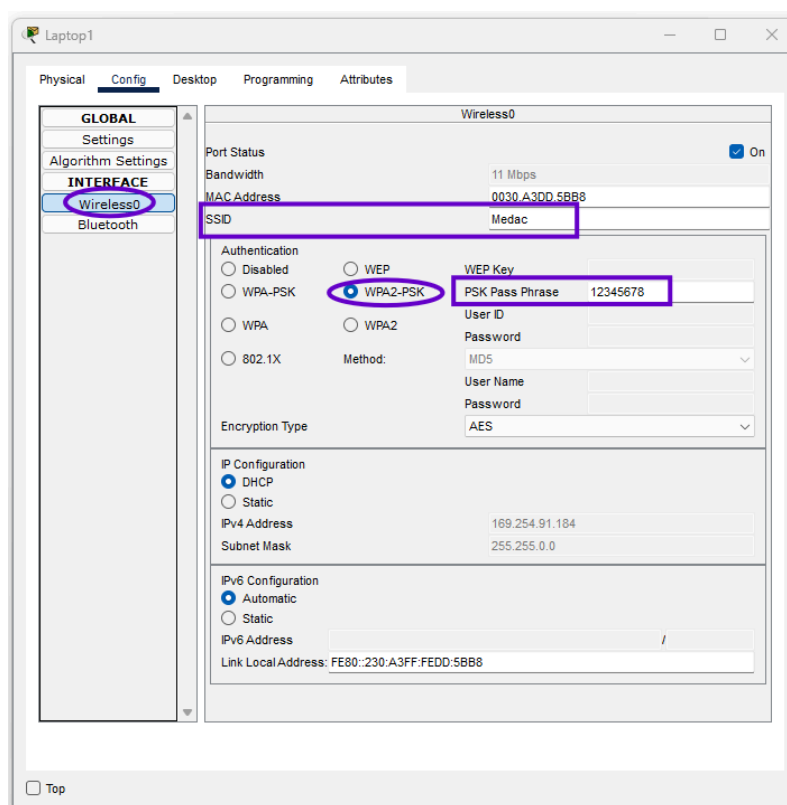 Laptop1
Physical Config Desktop Programming Attributes
GLOBAL
Settings
Algorithm Settings
INTERFACE
Wireless0
Bluetooth
Wireless0
Port Status On
Bandwidth 11 Mbps
MAC Address 0030.A3DD.5BB8
SSID Medac
Authentication
Disabled WEP WEP Key
WPA-PSK WPA2-PSK PSK Pass Phrase 12345678
User ID
WPA WPA2
Password
802.1X Method: MD5
User Name
Password
Encryption Type AES
IP Configuration
DHCP
Static
IPv4 Address 169.254.91.184
Subnet Mask 255.255.0.0
IPv6 Configuration
Automatic
Static
IPv6 Address /
Link Local Address: FE80::230:A3FF:FEDD:5BB8
Top